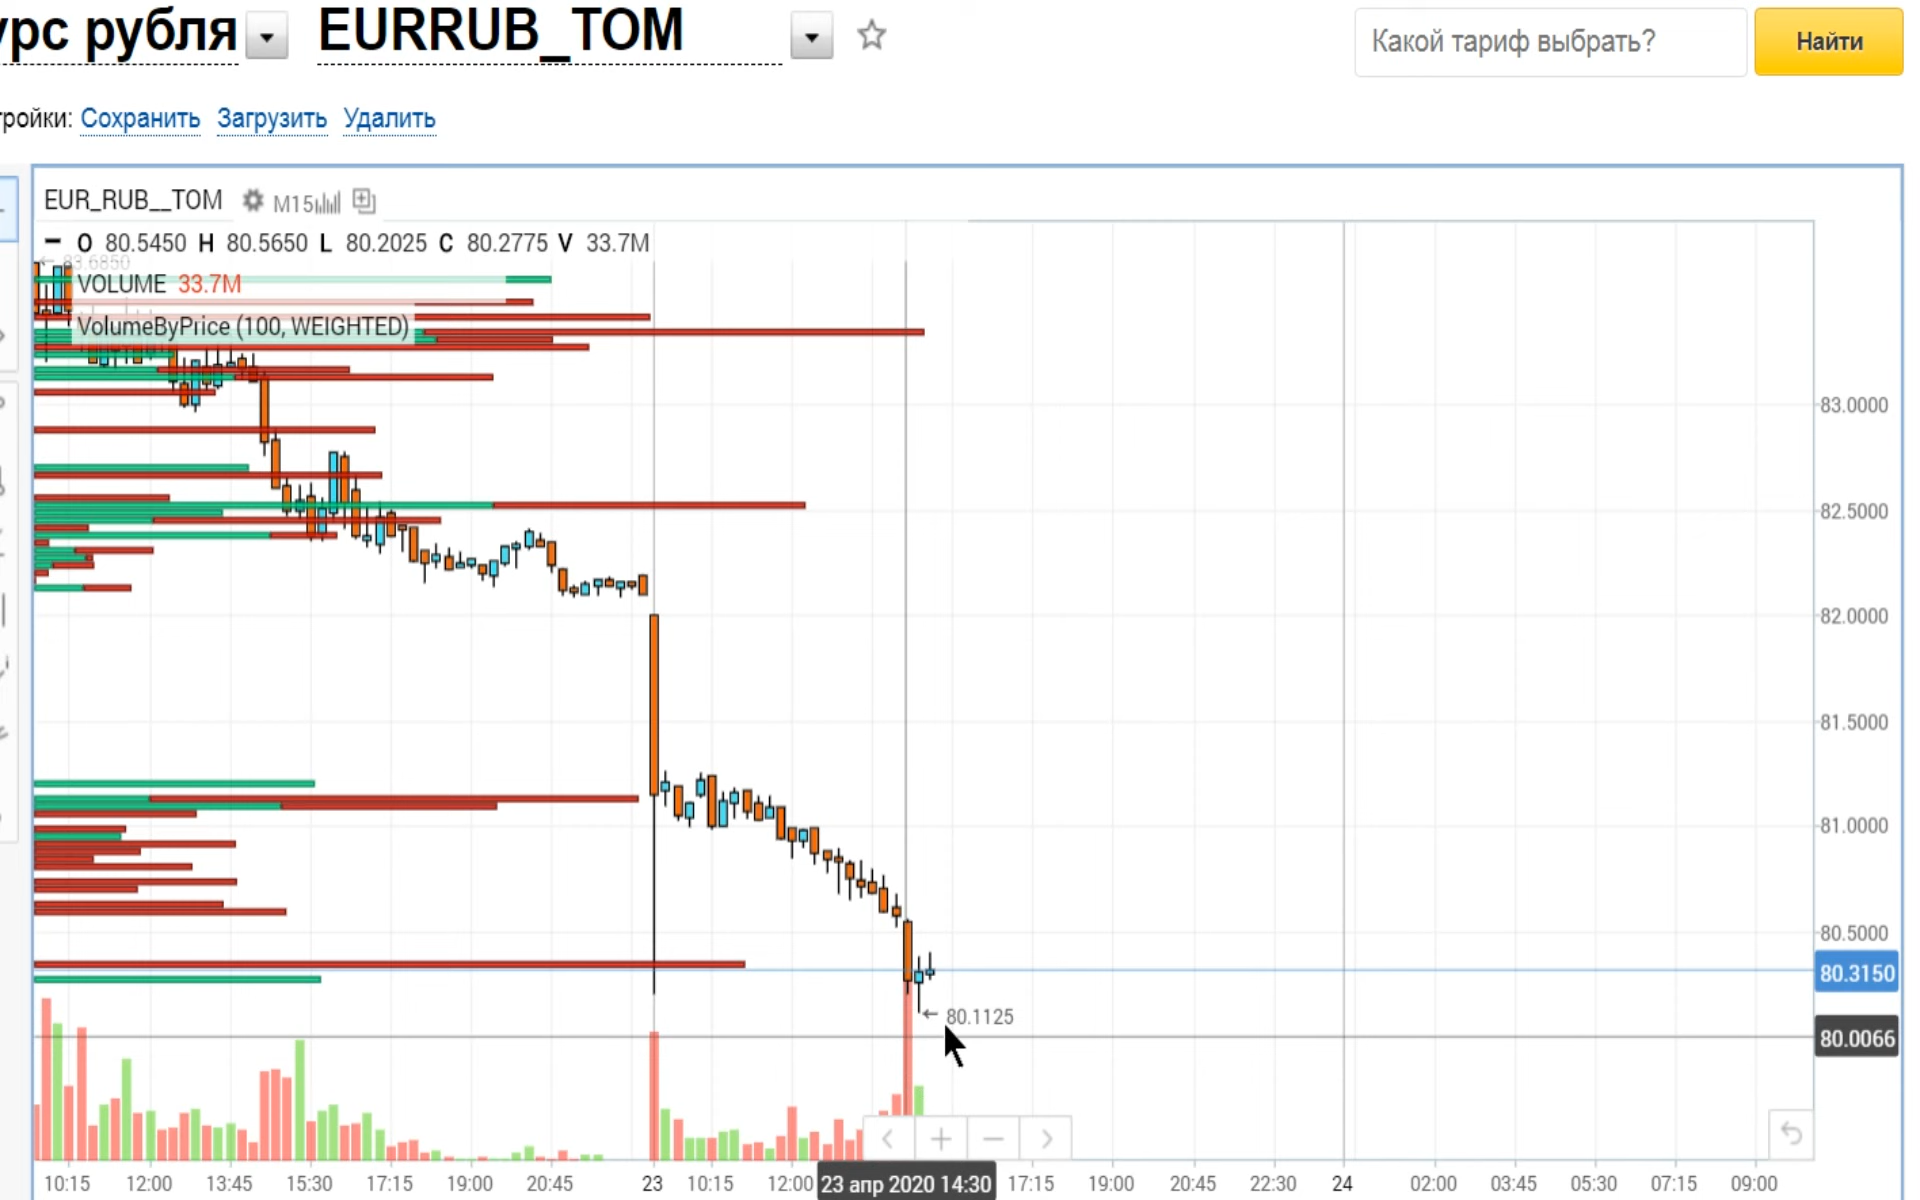 урс рубля EURRUB_TOM Какой тариф выбрать? Найти
тройки: Сохранить Загрузить Удалить
EUR_RUB__TOM M15
O 80.5450 H 80.5650 L 80.2025 C 80.2775 V 33.7M
83.6850
VOLUME 33.7M
VolumeByPrice (100, WEIGHTED)
83.0000
82.5000
82.0000
81.5000
81.0000
80.5000
80.3150
80.1125
80.0066
10:15 12:00 13:45 15:30 17:15 19:00 20:45 23 10:15 12:00 23 апр 2020 14:30 17:15 19:00 20:45 22:30 24 02:00 03:45 05:30 07:15 09:00